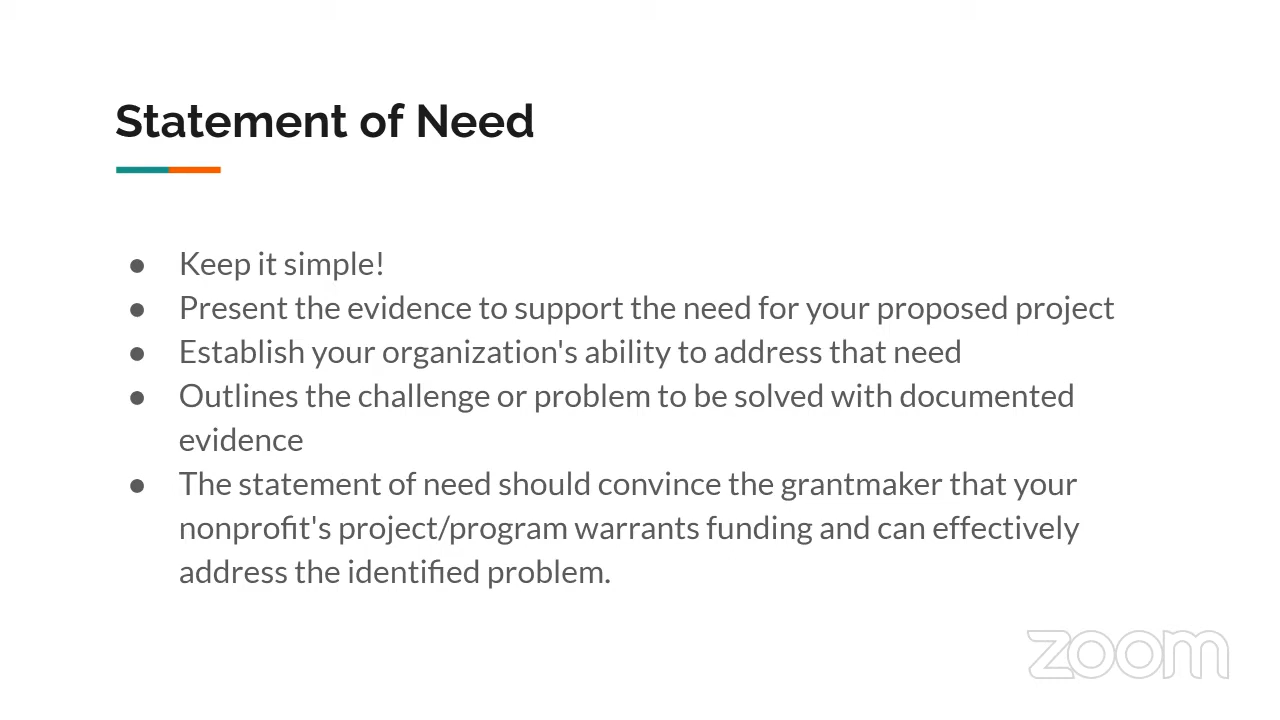 Statement of Need
● Keep it simple!
● Present the evidence to support the need for your proposed project
● Establish your organization's ability to address that need
● Outlines the challenge or problem to be solved with documented
evidence
● The statement of need should convince the grantmaker that your
nonprofit's project/program warrants funding and can effectively
address the identified problem.
zoom